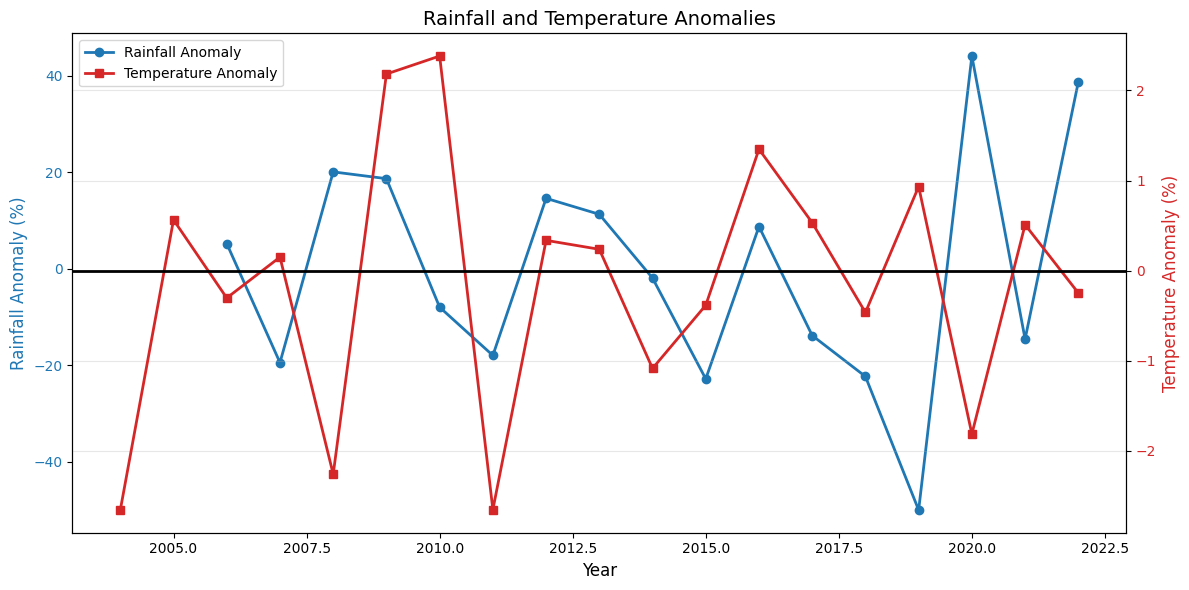 Rainfall and Temperature Anomalies
Rainfall Anomaly
Temperature Anomaly
Rainfall Anomaly (%)
40
20
0
−20
−40
2
1
0
−1
−2
Temperature Anomaly (%)
2005.0 2007.5 2010.0 2012.5 2015.0 2017.5 2020.0 2022.5
Year